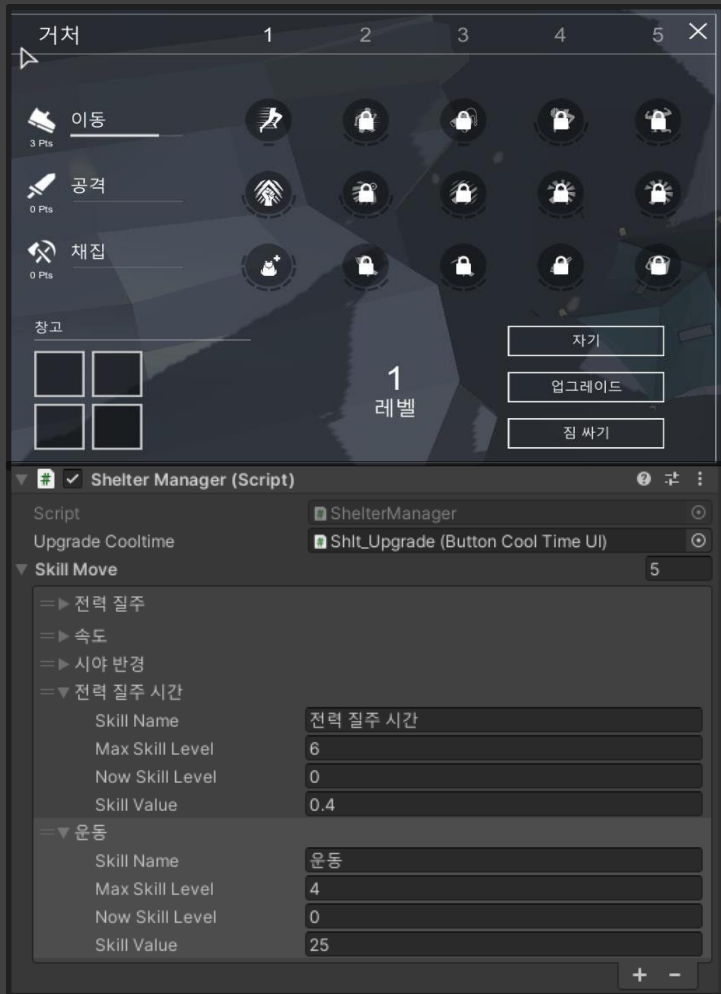 거처 1 2 3 4 5
이동
3 Pts
공격
0 Pts
채집
0 Pts
창고
1
레벨
자기
업그레이드
짐 싸기
Shelter Manager (Script)
Script ShelterManager
Upgrade Cooltime Shlt_Upgrade (Button Cool Time UI)
Skill Move 5
전력 질주
속도
시야 반경
전력 질주 시간
Skill Name 전력 질주 시간
Max Skill Level 6
Now Skill Level 0
Skill Value 0.4
운동
Skill Name 운동
Max Skill Level 4
Now Skill Level 0
Skill Value 25